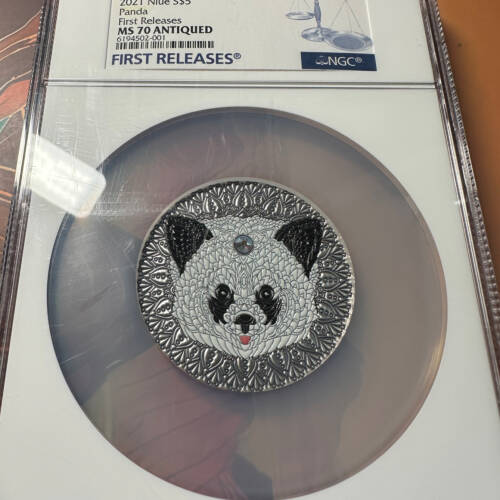 2021 Niue S$5
Panda
First Releases
MS 70 ANTIQUED
6194502-001
FIRST RELEASES®
NGC®